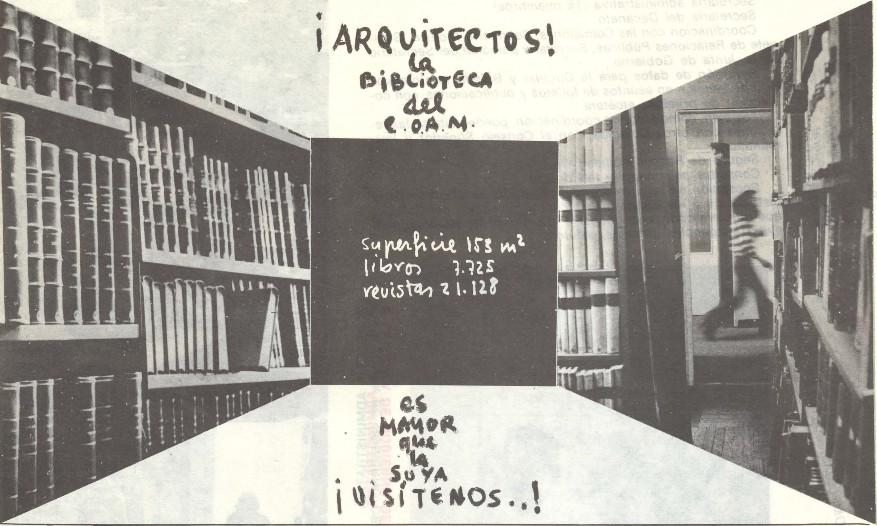 ¡ARQUITECTOS!
la
BIBLIOTECA
del
C.O.A.M.
superficie 153 m²
libros 7.725
revistas 21.128
es
MAYOR
que
la
SUYA
¡VISÍTENOS..!